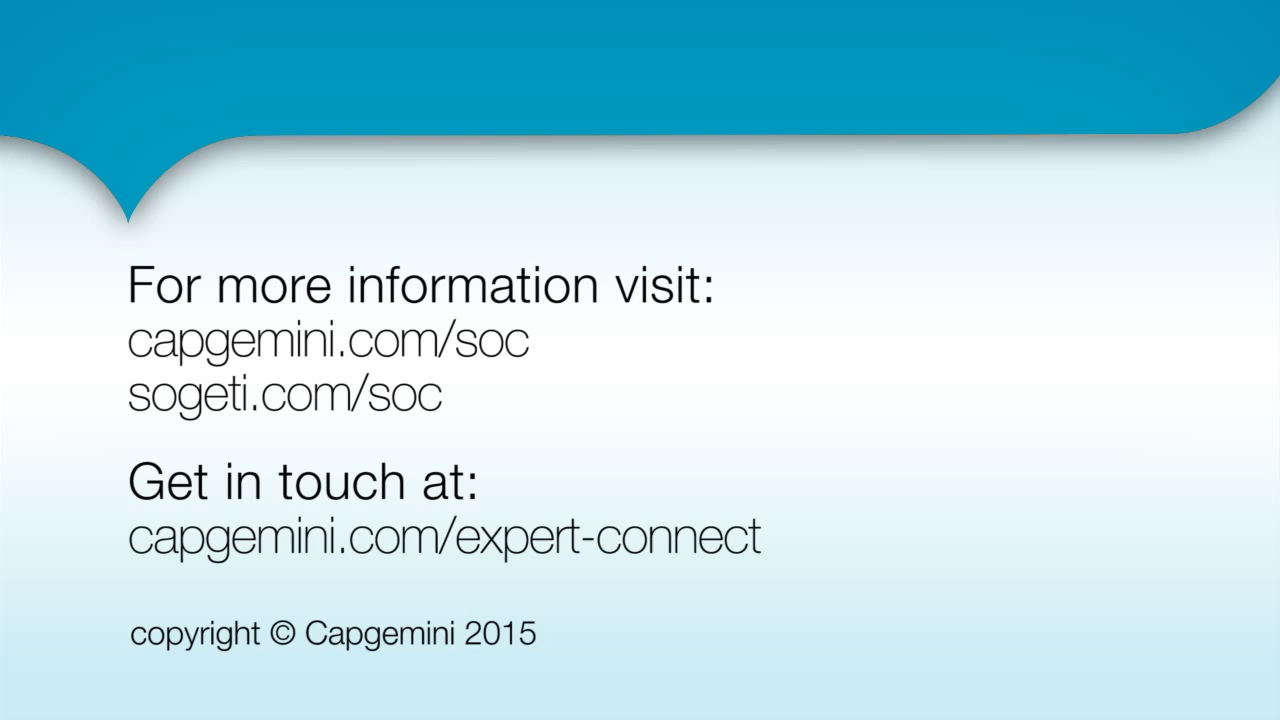 For more information visit:
capgemini.com/soc
sogeti.com/soc
Get in touch at:
capgemini.com/expert-connect
copyright © Capgemini 2015